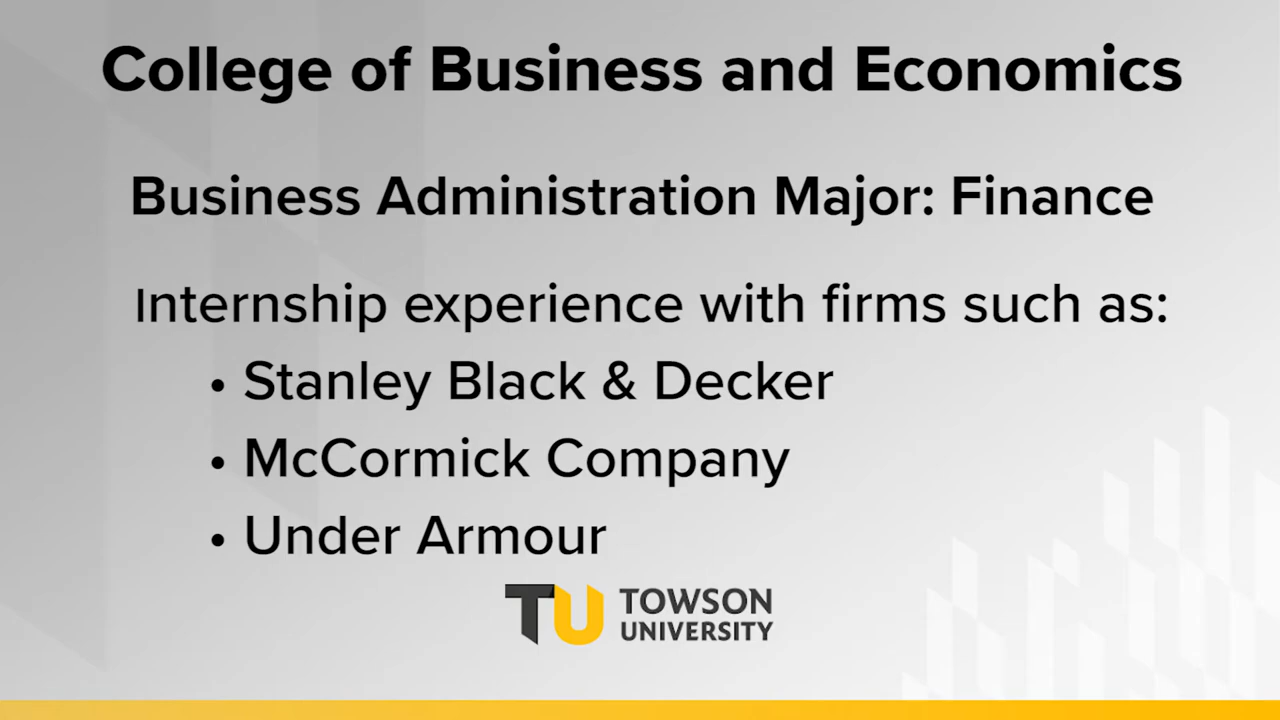 College of Business and Economics
Business Administration Major: Finance
Internship experience with firms such as:
• Stanley Black & Decker
• McCormick Company
• Under Armour
TU TOWSON
UNIVERSITY